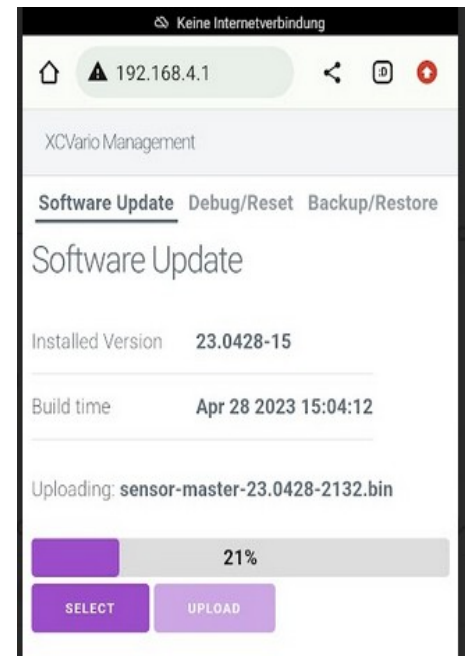 Keine Internetverbindung
192.168.4.1
:D
XCVario Management
Software Update Debug/Reset Backup/Restore
Software Update
Installed Version 23.0428-15
Build time Apr 28 2023 15:04:12
Uploading: sensor-master-23.0428-2132.bin
21%
SELECT UPLOAD